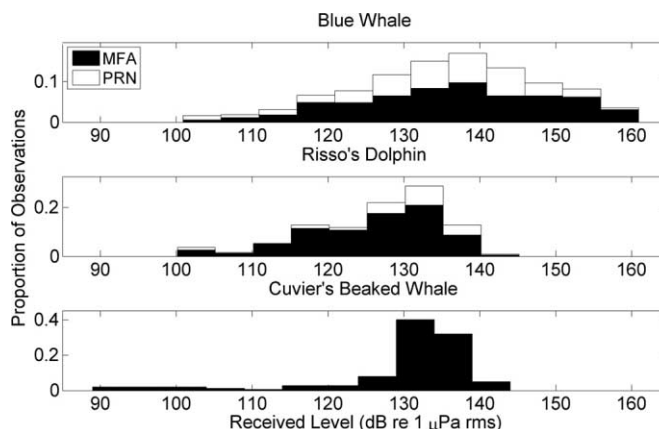 Blue Whale
MFA
PRN
0.1
0
90 100 110 120 130 140 150 160
Risso's Dolphin
0.2
0
90 100 110 120 130 140 150 160
Cuvier's Beaked Whale
0.4
0.2
0
90 100 110 120 130 140 150 160
Received Level (dB re 1 μPa rms)
Proportion of Observations